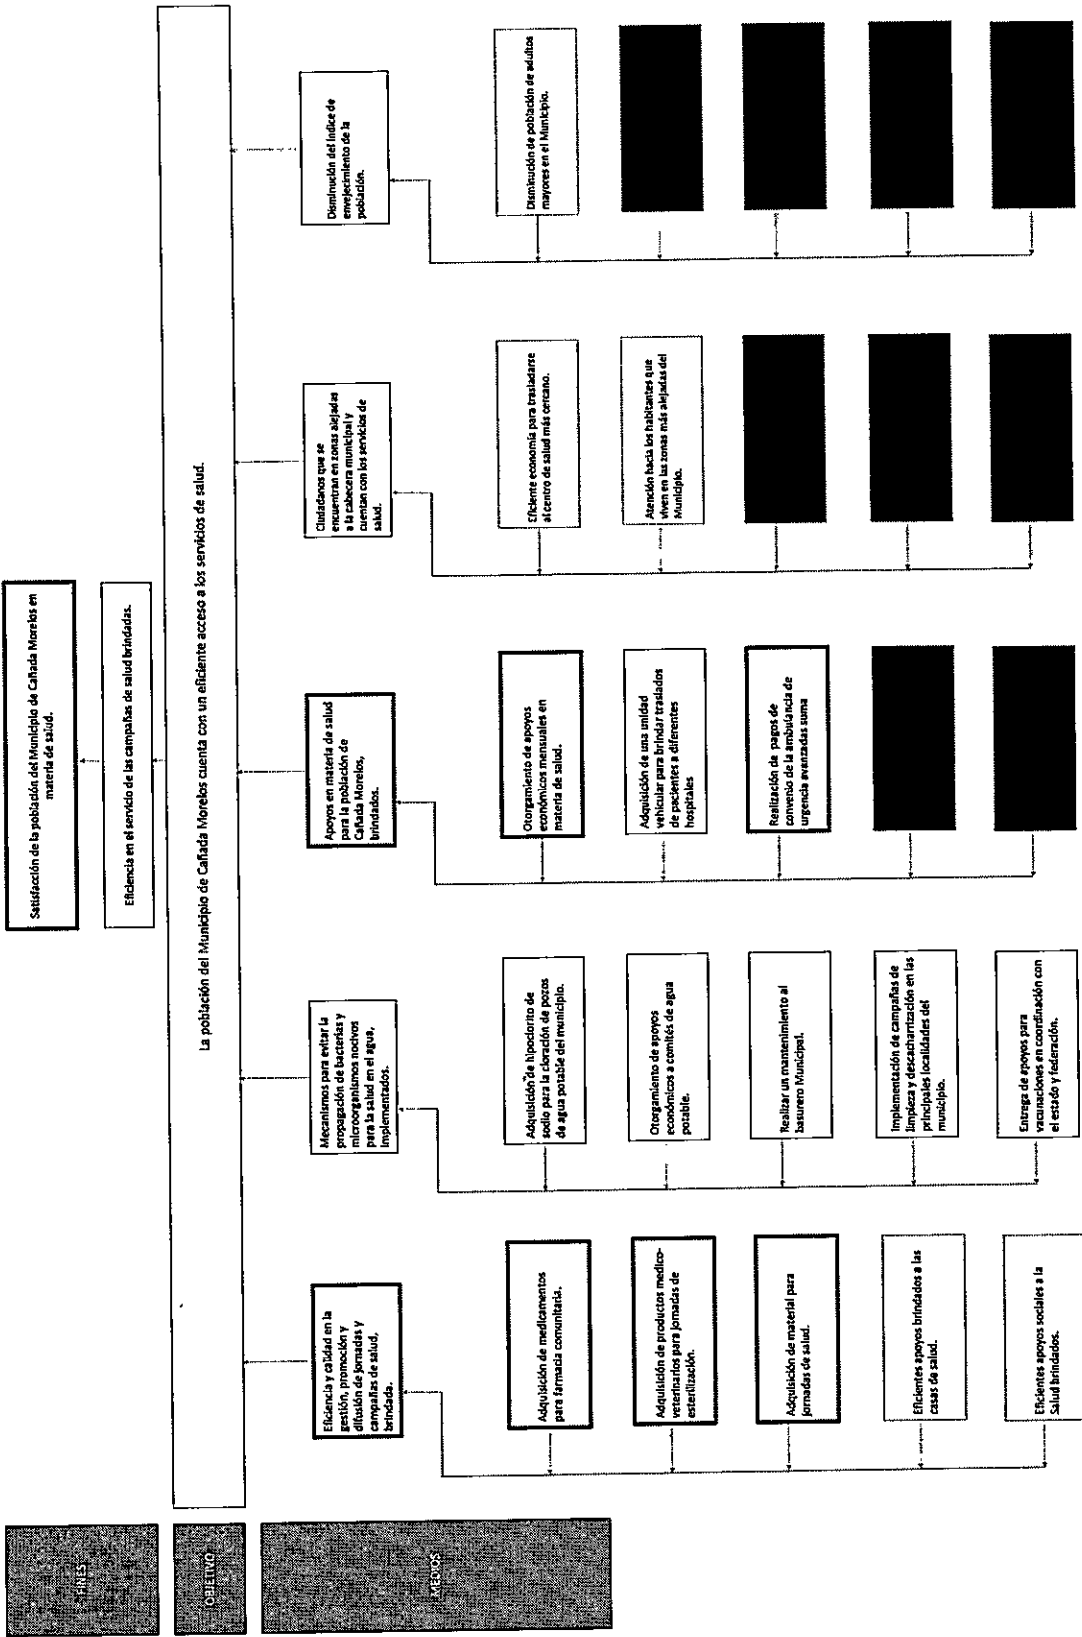 FINES
Satisfacción de la población del Municipio de Cañada Morelos en
materia de salud.
Eficiencia en el servicio de las campañas de salud brindadas.
OBJETIVO
La población del Municipio de Cañada Morelos cuenta con un eficiente acceso a los servicios de salud.
MEDIOS
Eficiencia y calidad en la
gestión, promoción y
difusión de jornadas y
campañas de salud,
brindada.
Mecanismos para evitar la
propagación de bacterias y
microorganismos nocivos
para la salud en el agua,
implementados.
Apoyos en materia de salud
para la población de
Cañada Morelos,
brindados.
Ciudadanos que se
encuentran en zonas alejadas
a la cabecera municipal y
cuentan con los servicios de
salud.
Disminución del índice de
envejecimiento de la
población.
Adquisición de medicamentos
para farmacia comunitaria.
Adquisición de hipoclorito de
sodio para la cloración de pozos
de agua potable del municipio.
Otorgamiento de apoyos
económicos mensuales en
materia de salud.
Eficiente economía para trasladarse
al centro de salud más cercano.
Disminución de población de adultos
mayores en el Municipio.
Adquisición de productos medico-
veterinarios para jornadas de
esterilización.
Otorgamiento de apoyos
económicos a comités de agua
potable.
Adquisición de una unidad
vehicular para brindar traslados
de pacientes a diferentes
hospitales
Atención hacia los habitantes que
viven en las zonas más alejadas del
Municipio.
Adquisición de material para
jornadas de salud.
Realizar un mantenimiento al
basurero Municipal.
Realización de pagos de
convenio de la ambulancia de
urgencia avanzadas suma
Eficientes apoyos brindados a las
casas de salud.
Implementación de campañas de
limpieza y descacharrización en las
principales localidades del
municipio.
Eficientes apoyos sociales a la
Salud brindados.
Entrega de apoyos para
vacunaciones en coordinación con
el estado y federación.